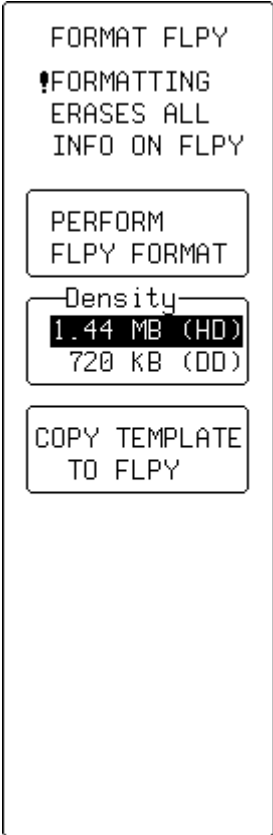 FORMAT FLPY
!FORMATTING
ERASES ALL
INFO ON FLPY
PERFORM
FLPY FORMAT
Density
1.44 MB (HD)
720 KB (DD)
COPY TEMPLATE
TO FLPY